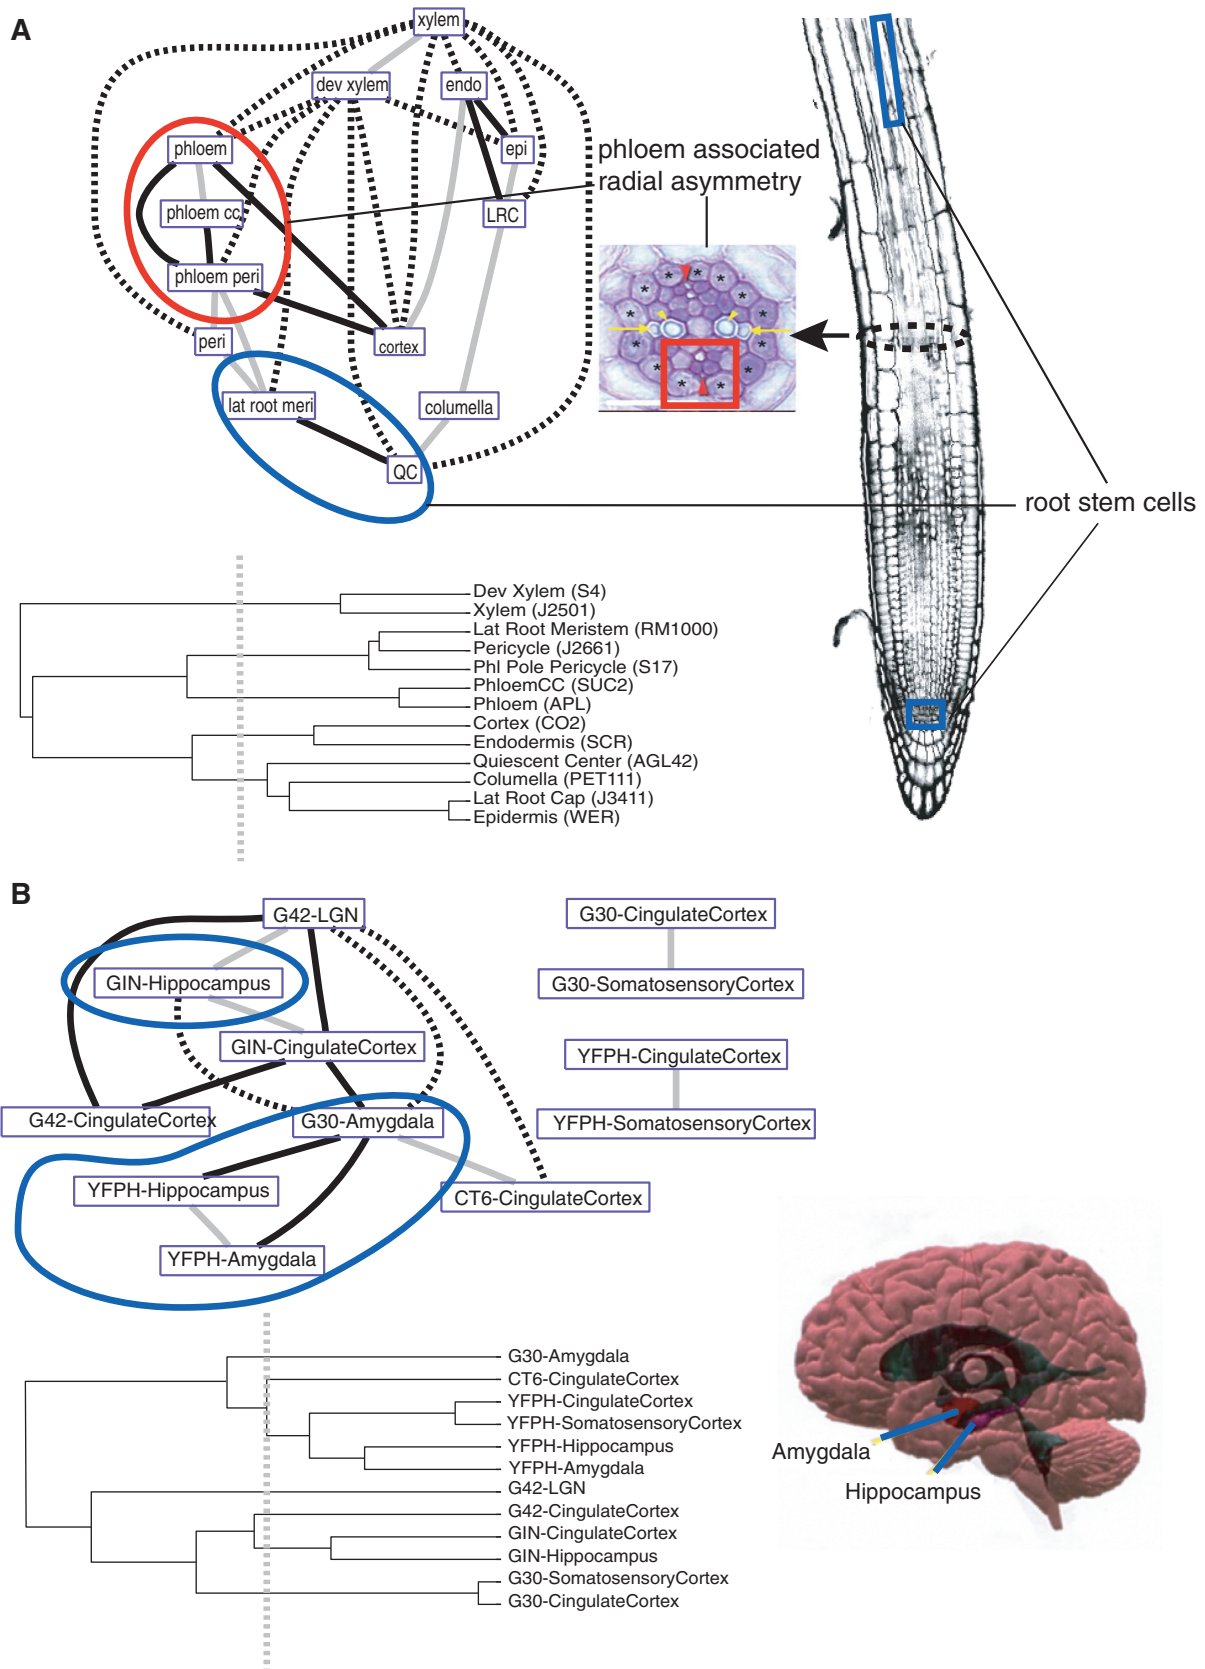 A
xylem
dev xylem
endo
phloem
epi
phloem associated
radial asymmetry
phloem cc
LRC
phloem peri
peri
cortex
lat root meri
columella
QC
root stem cells
Dev Xylem (S4)
Xylem (J2501)
Lat Root Meristem (RM1000)
Pericycle (J2661)
Phl Pole Pericycle (S17)
PhloemCC (SUC2)
Phloem (APL)
Cortex (CO2)
Endodermis (SCR)
Quiescent Center (AGL42)
Columella (PET111)
Lat Root Cap (J3411)
Epidermis (WER)
B
G42-LGN
G30-CingulateCortex
GIN-Hippocampus
G30-SomatosensoryCortex
GIN-CingulateCortex
YFPH-CingulateCortex
G42-CingulateCortex
G30-Amygdala
YFPH-SomatosensoryCortex
YFPH-Hippocampus
CT6-CingulateCortex
YFPH-Amygdala
G30-Amygdala
CT6-CingulateCortex
YFPH-CingulateCortex
YFPH-SomatosensoryCortex
YFPH-Hippocampus
YFPH-Amygdala
G42-LGN
G42-CingulateCortex
GIN-CingulateCortex
GIN-Hippocampus
G30-SomatosensoryCortex
G30-CingulateCortex
Amygdala
Hippocampus